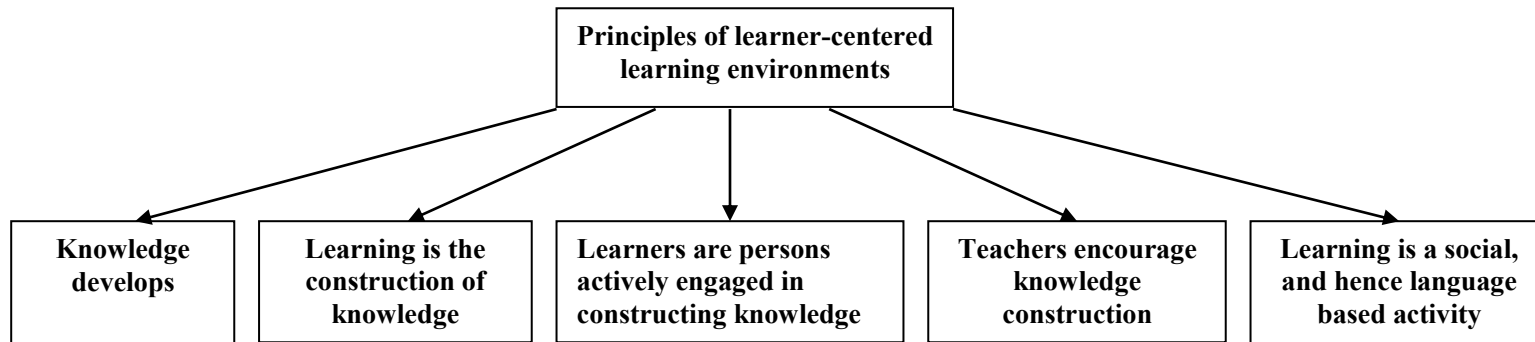 Principles of learner-centered
learning environments
Knowledge
develops
Learning is the
construction of
knowledge
Learners are persons
actively engaged in
constructing knowledge
Teachers encourage
knowledge
construction
Learning is a social,
and hence language
based activity